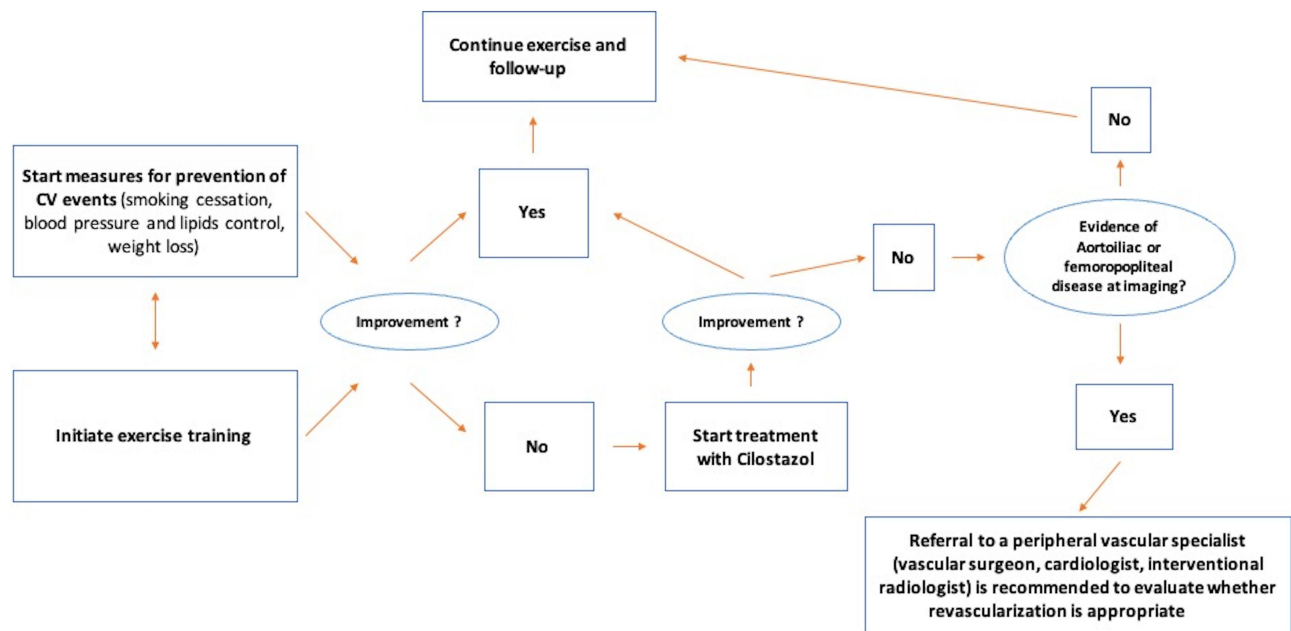 Continue exercise and
follow-up
No
Start measures for prevention of
CV events (smoking cessation,
blood pressure and lipids control,
weight loss)
Yes
No
Evidence of
Aortoiliac or
femoropopliteal
disease at imaging?
Improvement ?
Improvement ?
Initiate exercise training
No
Start treatment
with Cilostazol
Yes
Referral to a peripheral vascular specialist
(vascular surgeon, cardiologist, interventional
radiologist) is recommended to evaluate whether
revascularization is appropriate